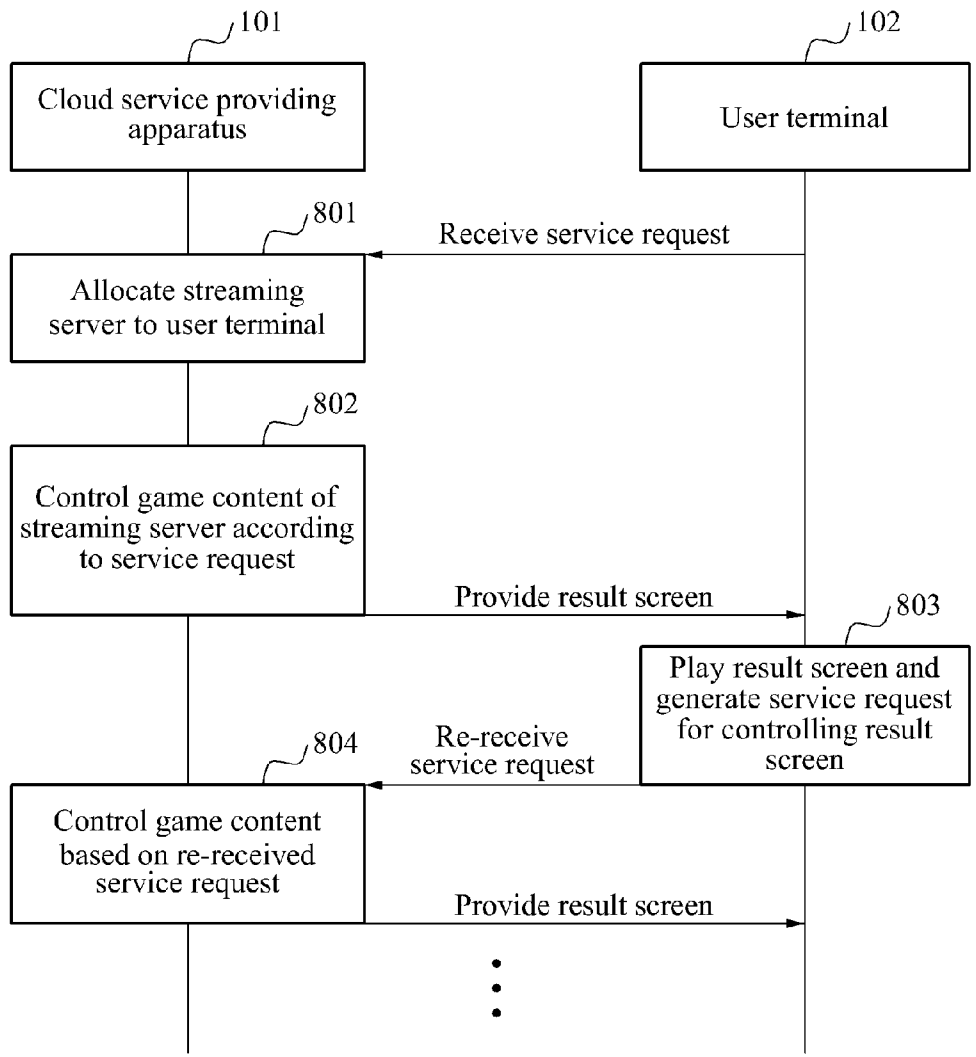 101
102
Cloud service providing
apparatus
User terminal
801
Receive service request
Allocate streaming
server to user terminal
802
Control game content of
streaming server according
to service request
Provide result screen
803
Play result screen and
generate service request
for controlling result
screen
Re-receive
service request
804
Control game content
based on re-received
service request
Provide result screen